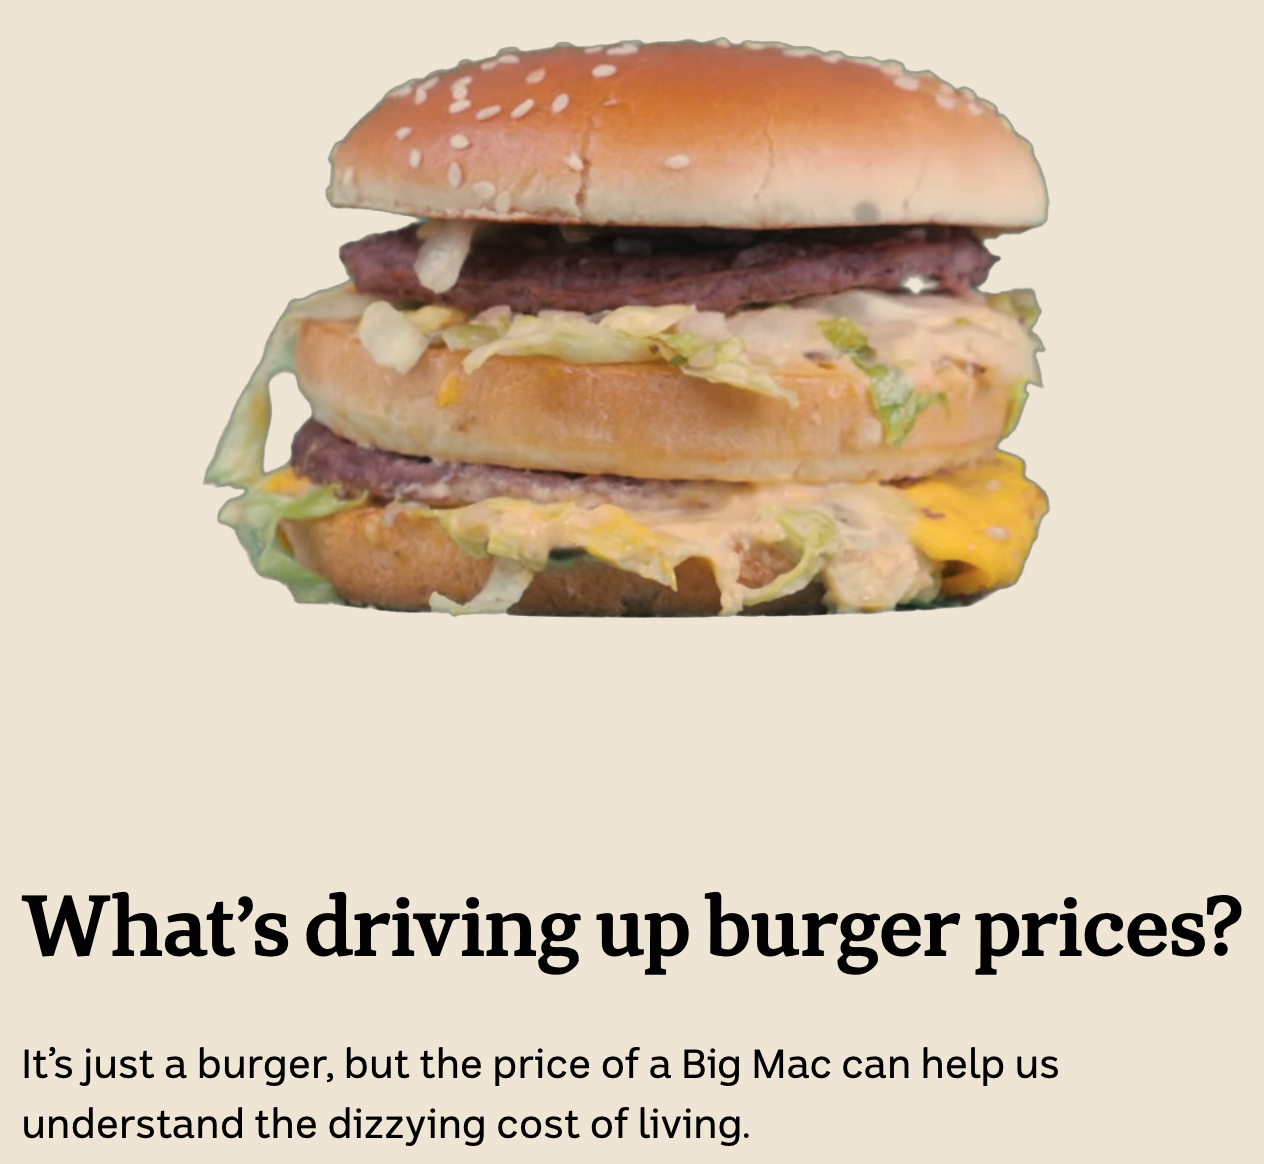 What’s driving up burger prices?
It’s just a burger, but the price of a Big Mac can help us
understand the dizzying cost of living.